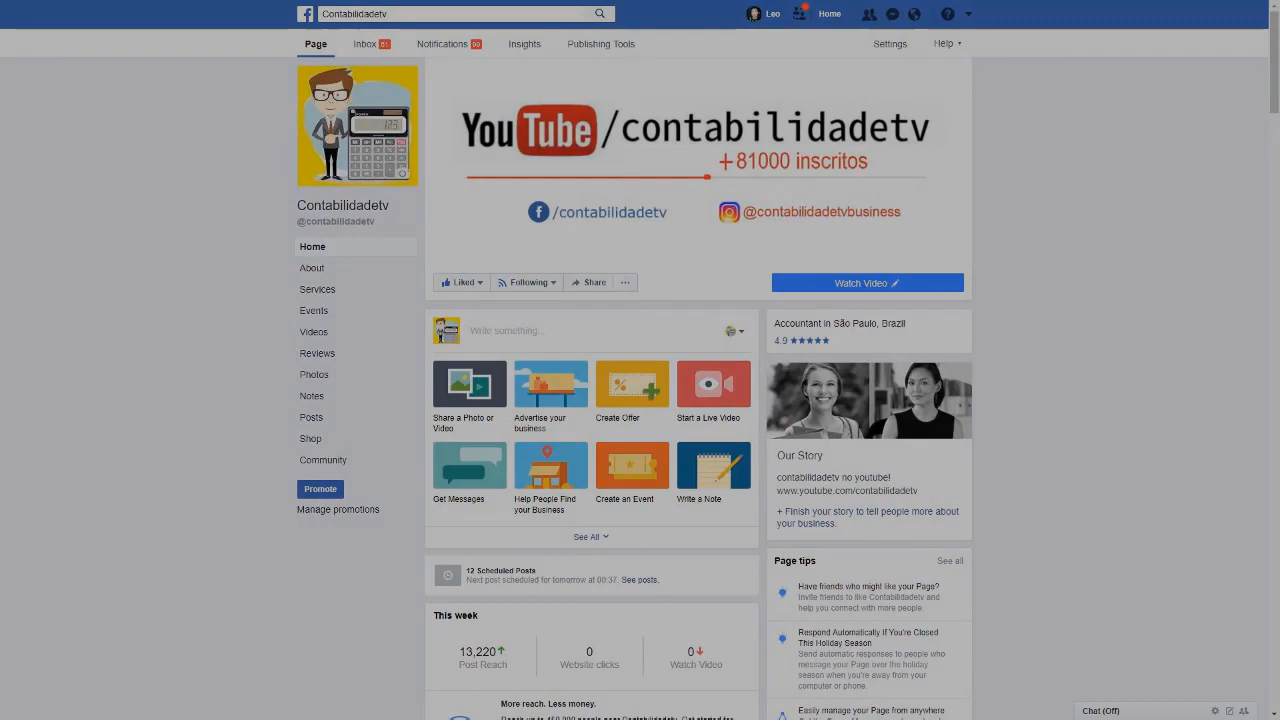 Contabilidadetv
Leo
Home
Page
Inbox 61
Notifications 99
Insights
Publishing Tools
Settings
Help
YouTube/contabilidadetv
+81000 inscritos
/contabilidadetv
@contabilidadetvbusiness
Contabilidadetv
@contabilidadetv
Home
About
Services
Events
Videos
Reviews
Photos
Notes
Posts
Shop
Community
Promote
Manage promotions
Liked
Following
Share
Watch Video
Write something...
Share a Photo or
Video
Advertise your
business
Create Offer
Start a Live Video
Get Messages
Help People Find
your Business
Create an Event
Write a Note
See All
12 Scheduled Posts
Next post scheduled for tomorrow at 00:37. See posts.
This week
13,220
Post Reach
0
Website clicks
0
Watch Video
More reach. Less money.
Accountant in São Paulo, Brazil
4.9 ★★★★★
Our Story
contabilidadetv no youtube!
www.youtube.com/contabilidadetv
+ Finish your story to tell people more about
your business.
Page tips
See all
Have friends who might like your Page?
Invite friends to like Contabilidadetv and
help you connect with more people.
Respond Automatically If You're Closed
This Holiday Season
Send automatic responses to people who
message your Page over the holiday
season when you're away from your
computer or phone.
Easily manage your Page from anywhere
Chat (Off)